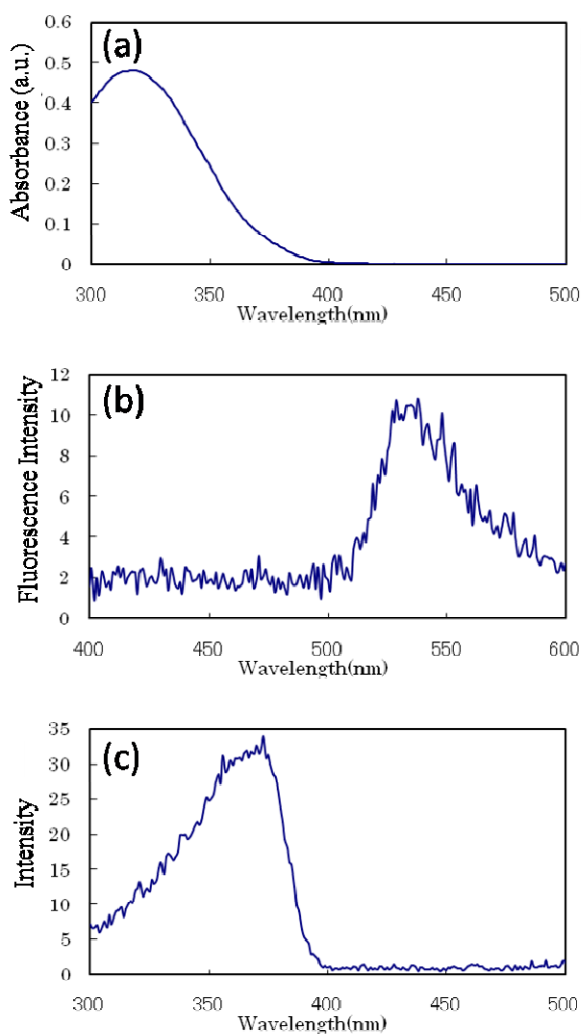 (a)
Absorbance (a.u.)
0.6
0.5
0.4
0.3
0.2
0.1
0
300 350 400 450 500
Wavelength(nm)
(b)
Fluorescence Intensity
12
10
8
6
4
2
0
400 450 500 550 600
Wavelength(nm)
(c)
Intensity
35
30
25
20
15
10
5
0
300 350 400 450 500
Wavelength(nm)